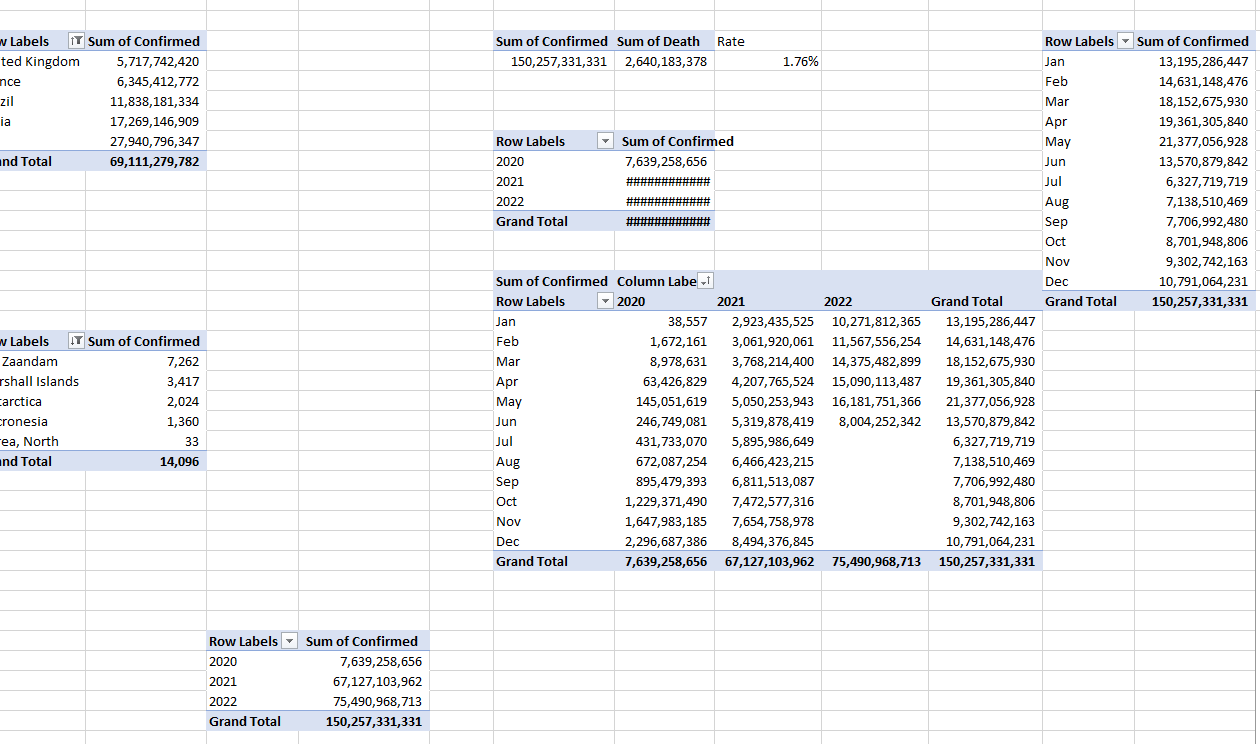 w Labels Sum of Confirmed
ted Kingdom 5,717,742,420
nce 6,345,412,772
zil 11,838,181,334
ia 17,269,146,909
27,940,796,347
nd Total 69,111,279,782
w Labels Sum of Confirmed
Zaandam 7,262
rshall Islands 3,417
tarctica 2,024
cronesia 1,360
rea, North 33
nd Total 14,096
Row Labels Sum of Confirmed
2020 7,639,258,656
2021 67,127,103,962
2022 75,490,968,713
Grand Total 150,257,331,331
Sum of Confirmed Sum of Death Rate
150,257,331,331 2,640,183,378 1.76%
Row Labels Sum of Confirmed
2020 7,639,258,656
2021 ############
2022 ############
Grand Total ############
Sum of Confirmed Column Labe
Row Labels 2020 2021 2022 Grand Total
Jan 38,557 2,923,435,525 10,271,812,365 13,195,286,447
Feb 1,672,161 3,061,920,061 11,567,556,254 14,631,148,476
Mar 8,978,631 3,768,214,400 14,375,482,899 18,152,675,930
Apr 63,426,829 4,207,765,524 15,090,113,487 19,361,305,840
May 145,051,619 5,050,253,943 16,181,751,366 21,377,056,928
Jun 246,749,081 5,319,878,419 8,004,252,342 13,570,879,842
Jul 431,733,070 5,895,986,649 6,327,719,719
Aug 672,087,254 6,466,423,215 7,138,510,469
Sep 895,479,393 6,811,513,087 7,706,992,480
Oct 1,229,371,490 7,472,577,316 8,701,948,806
Nov 1,647,983,185 7,654,758,978 9,302,742,163
Dec 2,296,687,386 8,494,376,845 10,791,064,231
Grand Total 7,639,258,656 67,127,103,962 75,490,968,713 150,257,331,331
Row Labels Sum of Confirmed
Jan 13,195,286,447
Feb 14,631,148,476
Mar 18,152,675,930
Apr 19,361,305,840
May 21,377,056,928
Jun 13,570,879,842
Jul 6,327,719,719
Aug 7,138,510,469
Sep 7,706,992,480
Oct 8,701,948,806
Nov 9,302,742,163
Dec 10,791,064,231
Grand Total 150,257,331,331